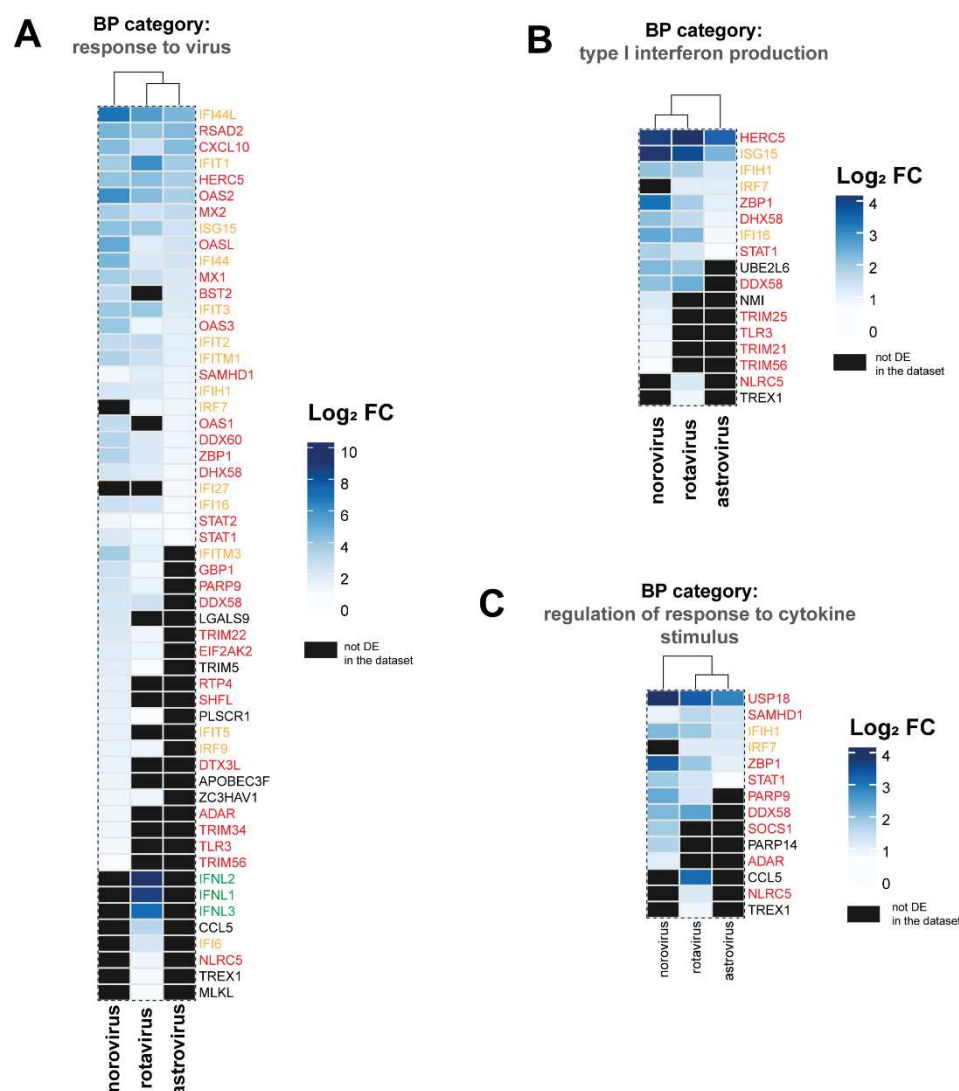 A
BP category:
response to virus
IFI44L
RSAD2
CXCL10
IFIT1
HERC5
OAS2
MX2
ISG15
OASL
IFI44
MX1
BST2
IFIT3
OAS3
IFIT2
IFITM1
SAMHD1
IFIH1
IRF7
OAS1
DDX60
ZBP1
DHX58
IFI27
IFI16
STAT2
STAT1
IFITM3
GBP1
PARP9
DDX58
LGALS9
TRIM22
EIF2AK2
TRIM5
RTP4
SHFL
PLSCR1
IFIT5
IRF9
DTX3L
APOBEC3F
ZC3HAV1
ADAR
TRIM34
TLR3
TRIM56
IFNL2
IFNL1
IFNL3
CCL5
IFI6
NLRC5
TREX1
MLKL
norovirus
rotavirus
astrovirus
Log₂ FC
10
8
6
4
2
0
not DE
in the dataset
B
BP category:
type I interferon production
HERC5
ISG15
IFIH1
IRF7
ZBP1
DHX58
IFI16
STAT1
UBE2L6
DDX58
NMI
TRIM25
TLR3
TRIM21
TRIM56
NLRC5
TREX1
norovirus
rotavirus
astrovirus
Log₂ FC
4
3
2
1
0
not DE
in the dataset
C
BP category:
regulation of response to cytokine
stimulus
USP18
SAMHD1
IFIH1
IRF7
ZBP1
STAT1
PARP9
DDX58
SOCS1
PARP14
ADAR
CCL5
NLRC5
TREX1
norovirus
rotavirus
astrovirus
Log₂ FC
4
3
2
1
0
not DE
in the dataset